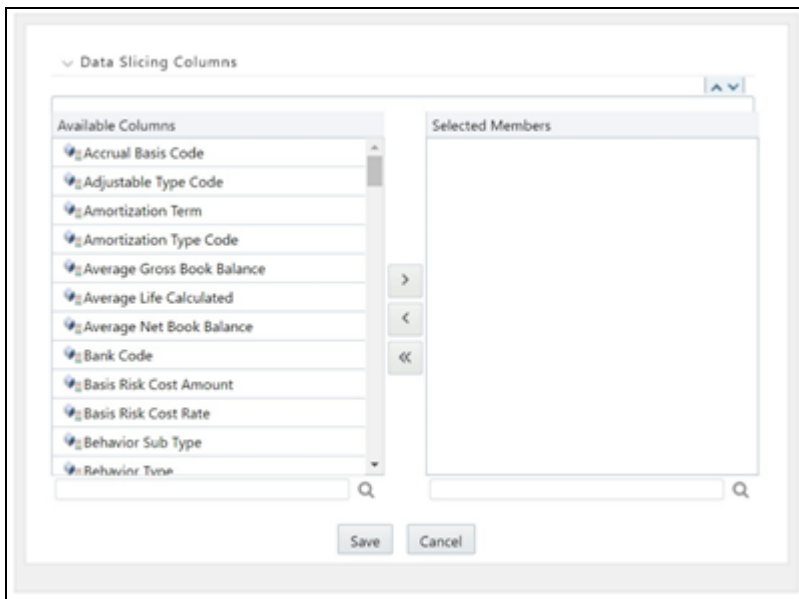 Data Slicing Columns
Available Columns
Selected Members
Accrual Basis Code
Adjustable Type Code
Amortization Term
Amortization Type Code
Average Gross Book Balance
Average Life Calculated
Average Net Book Balance
Bank Code
Basis Risk Cost Amount
Basis Risk Cost Rate
Behavior Sub Type
Behavior Type
Save
Cancel